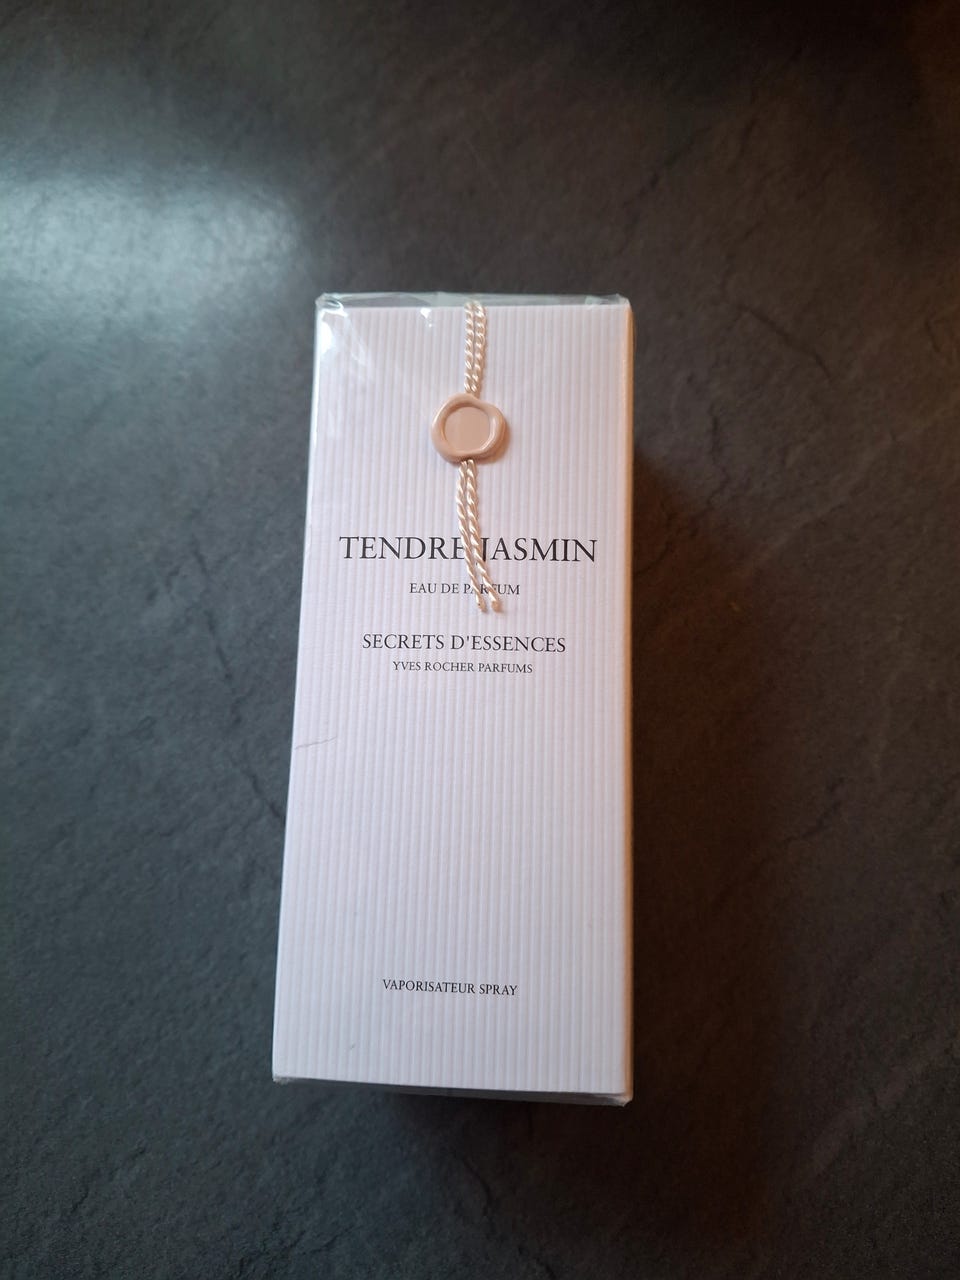 TENDRE JASMIN
EAU DE PARFUM
SECRETS D'ESSENCES
YVES ROCHER PARFUMS
VAPORISATEUR SPRAY